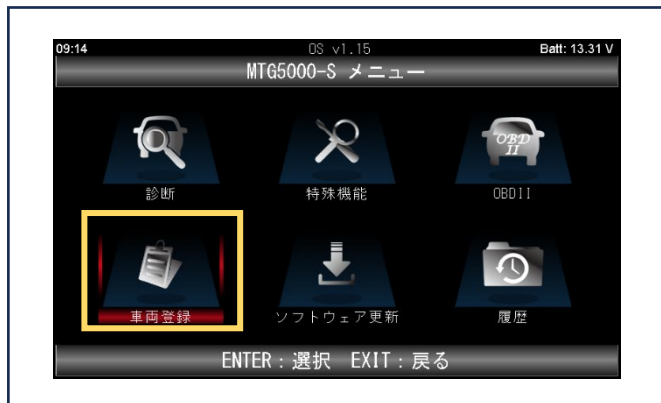 09:14 OS v1.15 Batt: 13.31 V
MTG5000-S メニュー
OBD
II
診断 特殊機能 OBDII
車両登録 ソフトウェア更新 履歴
ENTER：選択 EXIT：戻る